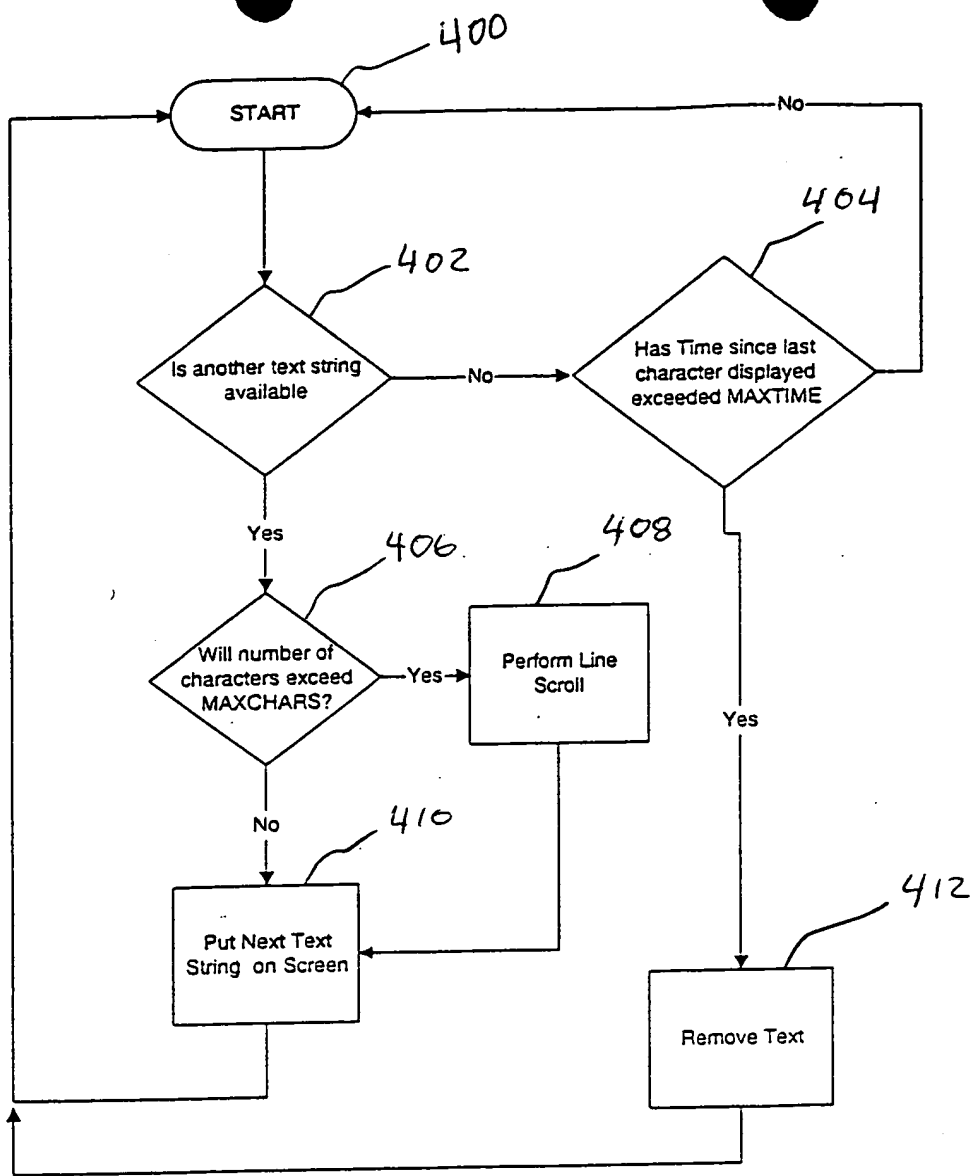 400
START
No
404
402
Is another text string
available
No
Has Time since last
character displayed
exceeded MAXTIME
Yes
406
408
Will number of
characters exceed
MAXCHARS?
Yes
Perform Line
Scroll
Yes
No
410
412
Put Next Text
String on Screen
Remove Text